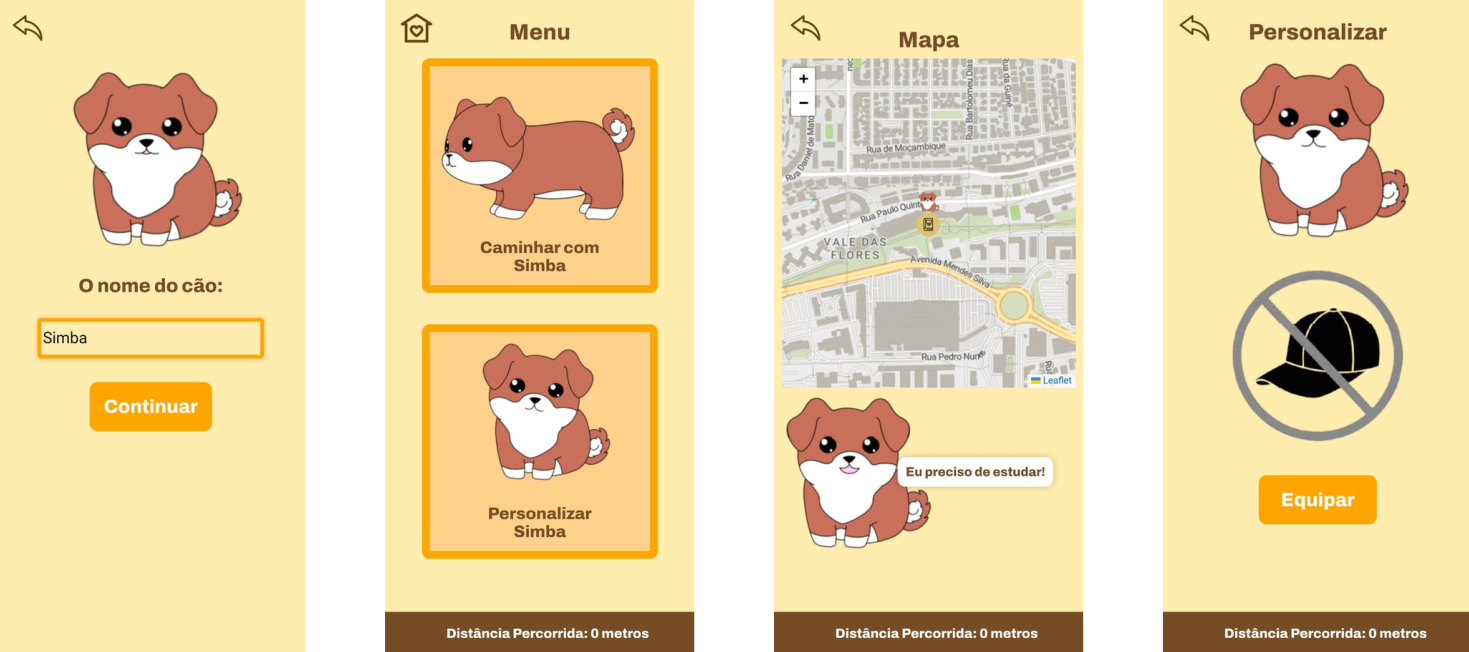 O nome do cão:
Simba
Continuar
Menu
Caminhar com
Simba
Personalizar
Simba
Distância Percorrida: 0 metros
Mapa
+
−
Rua Daniel de Mato
Rua Bartolomeu Dias
Rua da Guiné
Rua de Moçambique
Rua Paulo Quint
VALE DAS
FLORES
Avenida Mendes Silva
Rua Pedro Nunes
Leaflet
Eu preciso de estudar!
Distância Percorrida: 0 metros
Personalizar
Equipar
Distância Percorrida: 0 metros